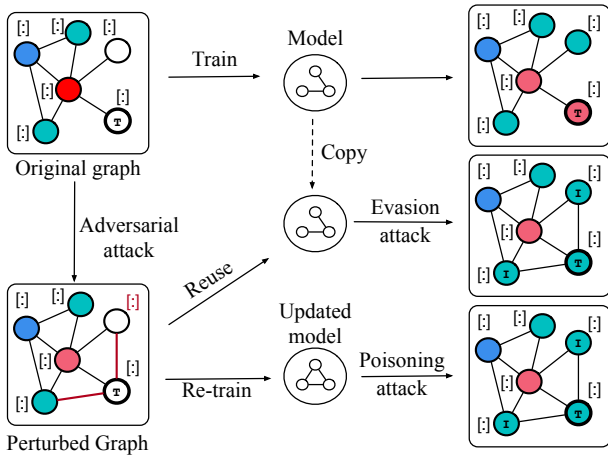 [:]
[:]
[:]
[:]
[:]
[:]
T
Original graph
Train
Model
[:]
[:]
[:]
[:]
[:]
[:]
T
Copy
Adversarial
attack
Reuse
Evasion
attack
[:]
[:]
[:]
[:]
[:]
[:]
I
I
T
[:]
[:]
[:]
[:]
[:]
[:]
T
Perturbed Graph
Re-train
Updated
model
Poisoning
attack
[:]
[:]
[:]
[:]
[:]
[:]
I
I
T